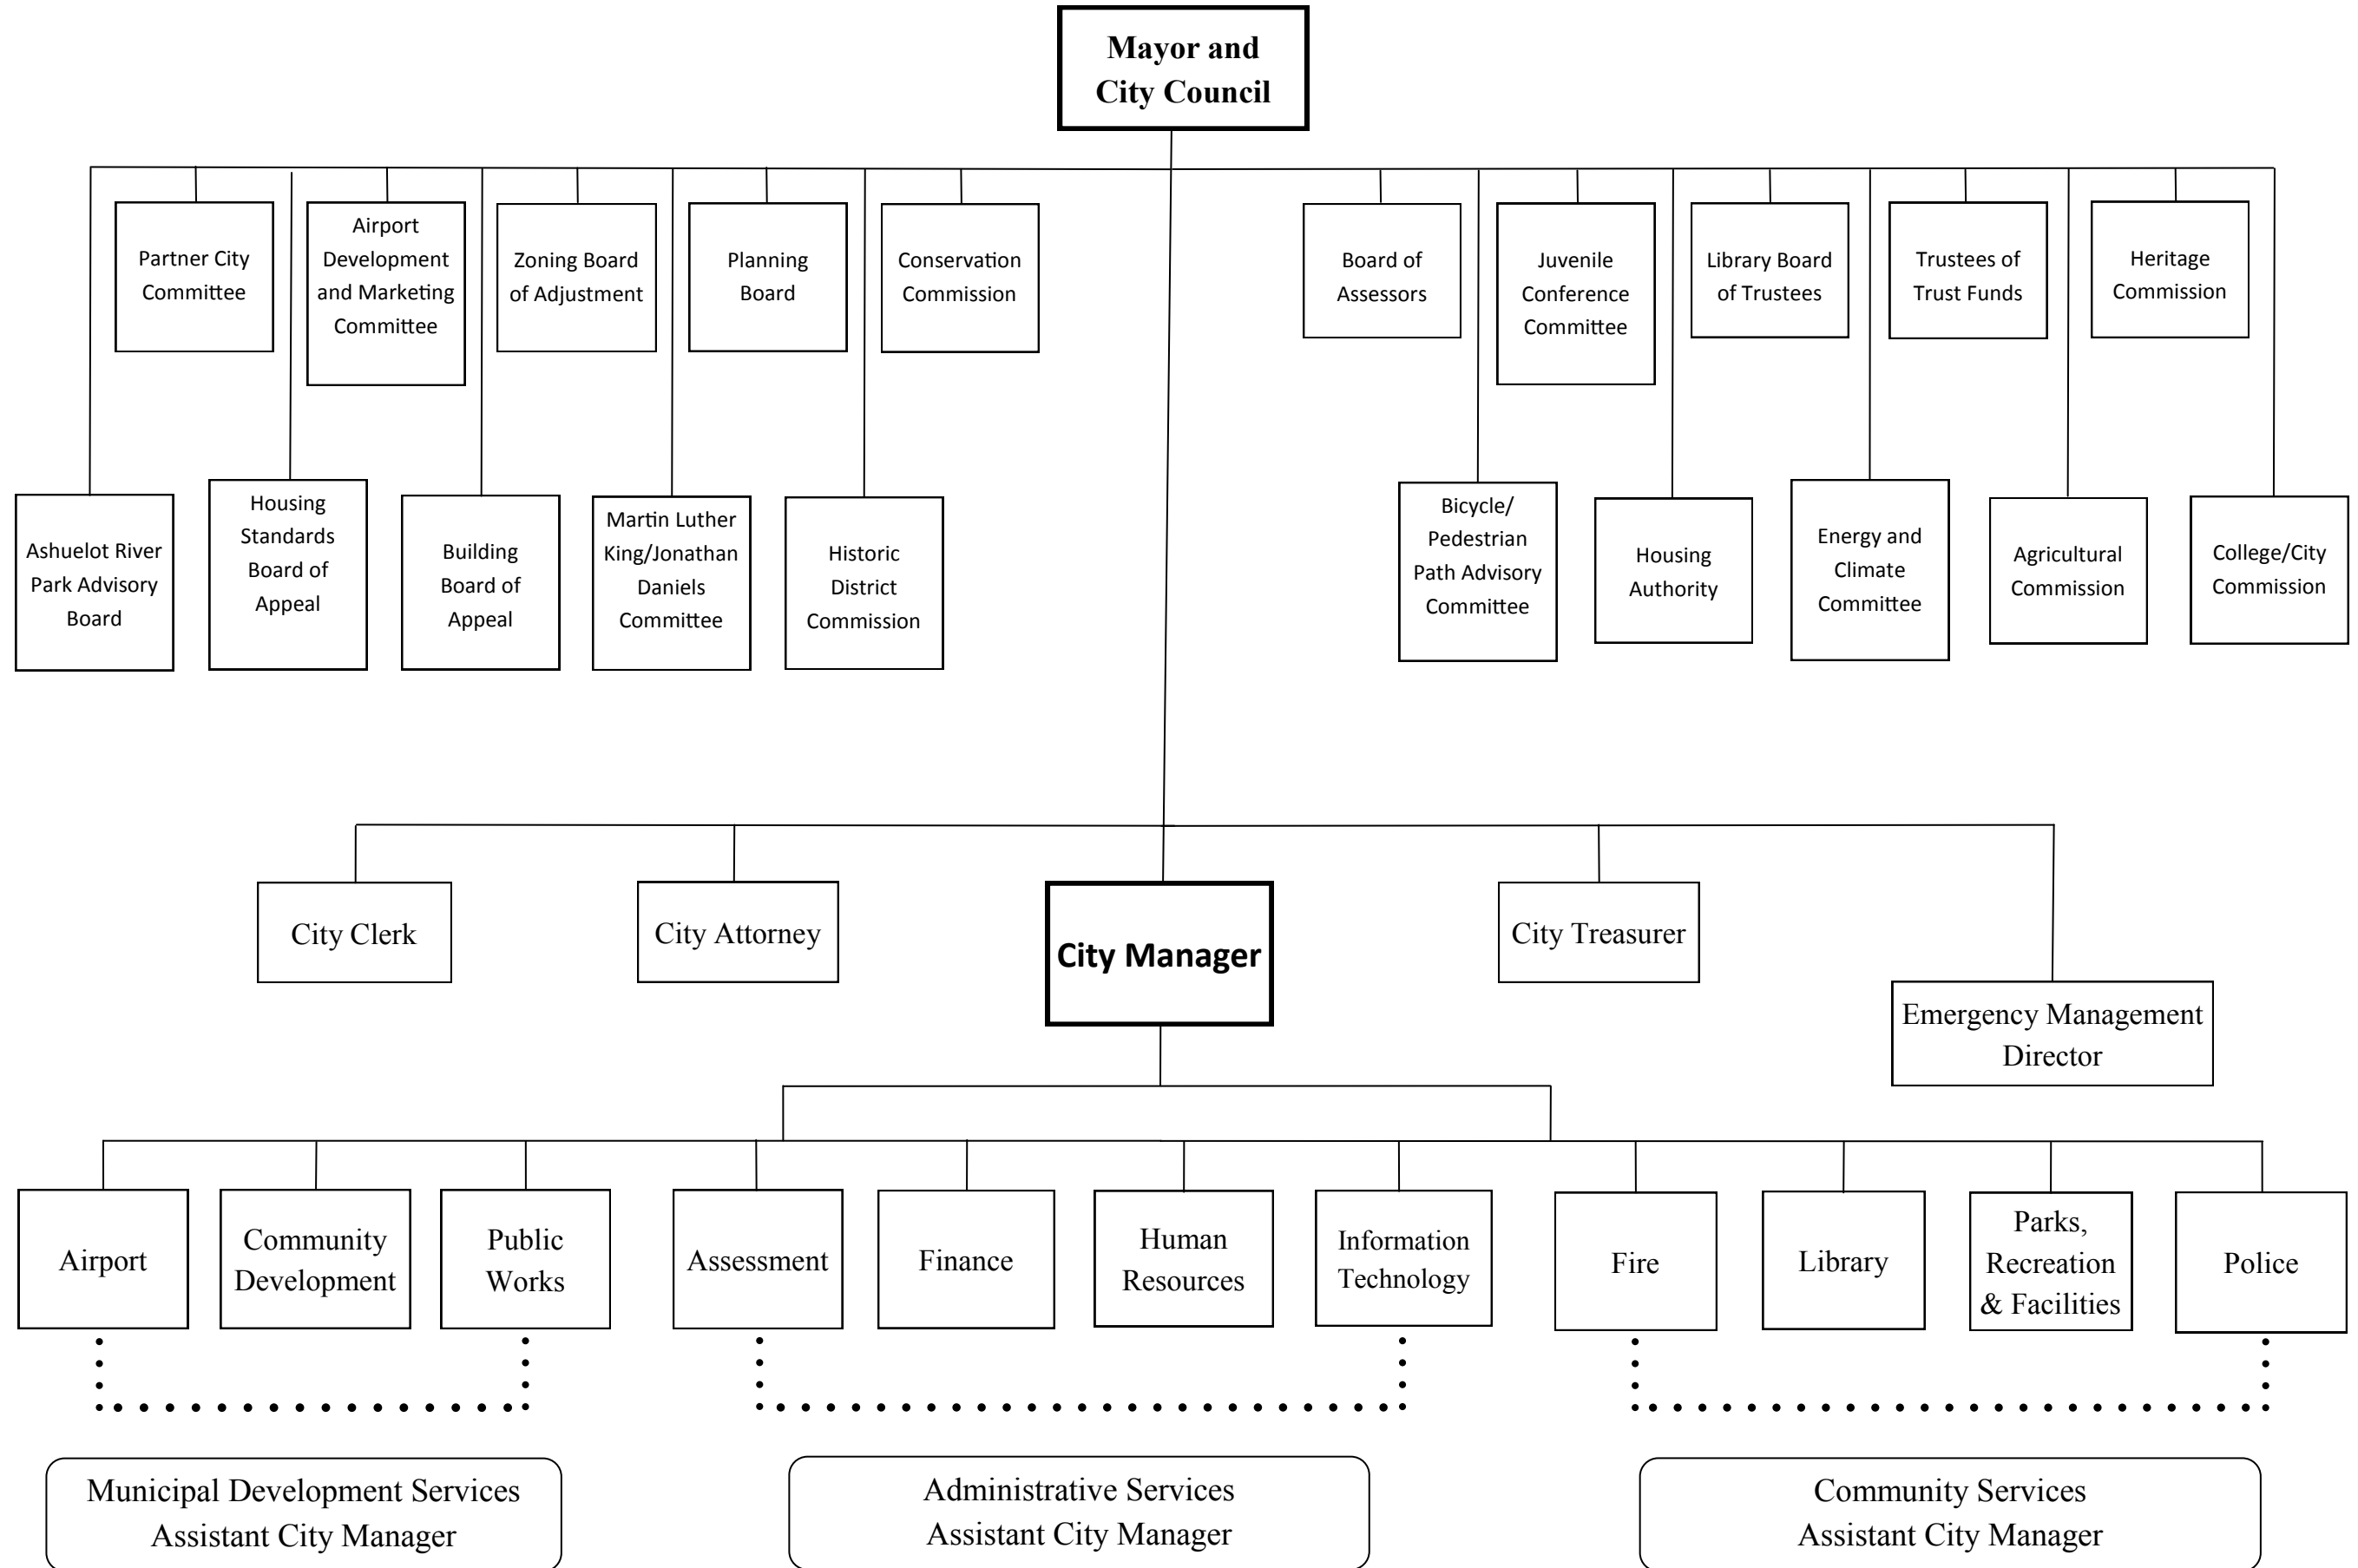 Mayor and
City Council
Partner City
Committee
Airport
Development
and Marketing
Committee
Zoning Board
of Adjustment
Planning
Board
Conservation
Commission
Board of
Assessors
Juvenile
Conference
Committee
Library Board
of Trustees
Trustees of
Trust Funds
Heritage
Commission
Ashuelot River
Park Advisory
Board
Housing
Standards
Board of
Appeal
Building
Board of
Appeal
Martin Luther
King/Jonathan
Daniels
Committee
Historic
District
Commission
Bicycle/
Pedestrian
Path Advisory
Committee
Housing
Authority
Energy and
Climate
Committee
Agricultural
Commission
College/City
Commission
City Clerk
City Attorney
City Manager
City Treasurer
Emergency Management
Director
Airport
Community
Development
Public
Works
Assessment
Finance
Human
Resources
Information
Technology
Fire
Library
Parks,
Recreation
& Facilities
Police
Municipal Development Services
Assistant City Manager
Administrative Services
Assistant City Manager
Community Services
Assistant City Manager